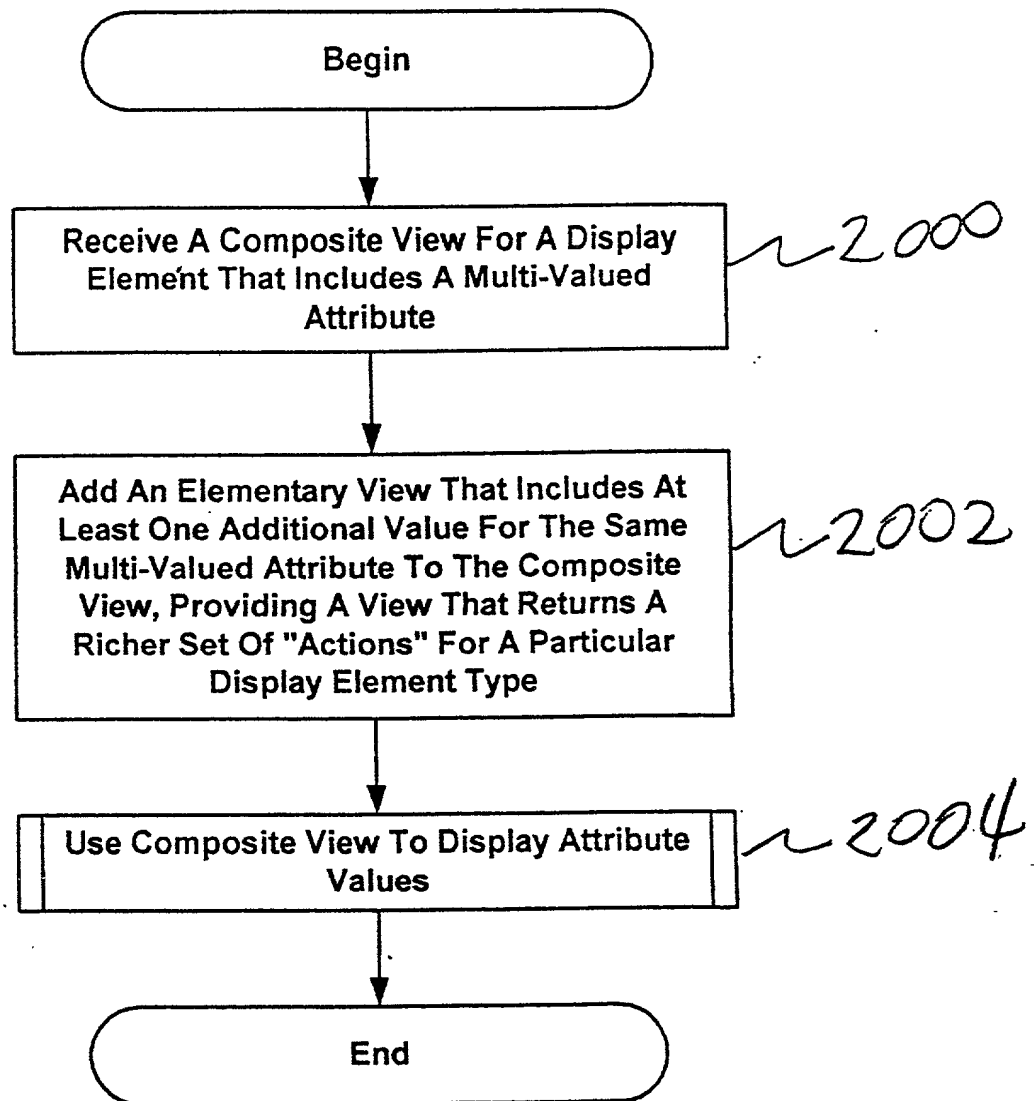 Begin
Receive A Composite View For A Display
Element That Includes A Multi-Valued
Attribute
2000
Add An Elementary View That Includes At
Least One Additional Value For The Same
Multi-Valued Attribute To The Composite
View, Providing A View That Returns A
Richer Set Of "Actions" For A Particular
Display Element Type
2002
Use Composite View To Display Attribute
Values
2004
End